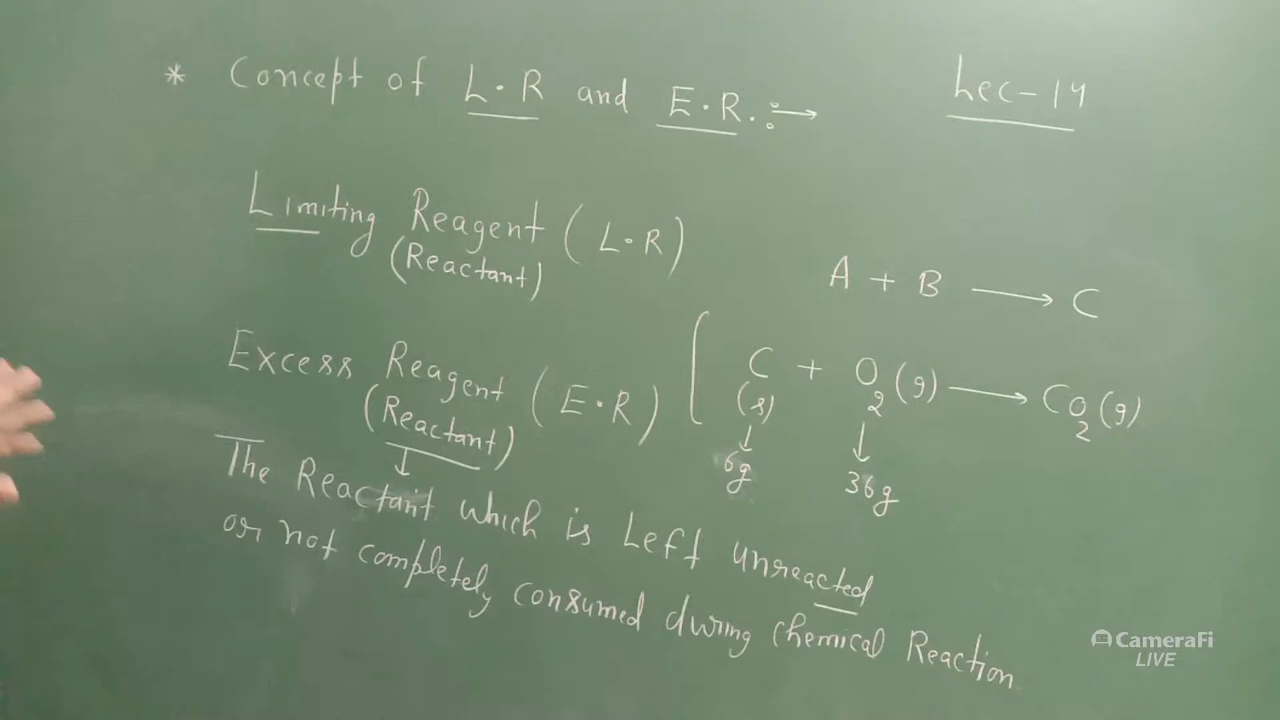 * Concept of L.R and E.R. :→
Lec-14
Limiting Reagent (L.R)
(Reactant)
A + B → C
Excess Reagent (E.R)
(Reactant)
C + O2(g) → CO2(g)
(s)
6g 36g
The Reactant which is Left unreacted
or not completely consumed during chemical Reaction
CameraFi
LIVE